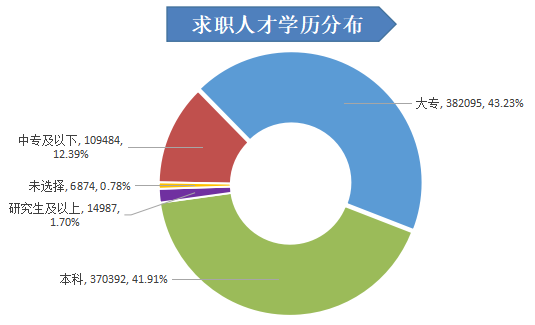 求职人才学历分布
大专, 382095, 43.23%
中专及以下, 109484,
12.39%
未选择, 6874, 0.78%
研究生及以上, 14987,
1.70%
本科, 370392, 41.91%